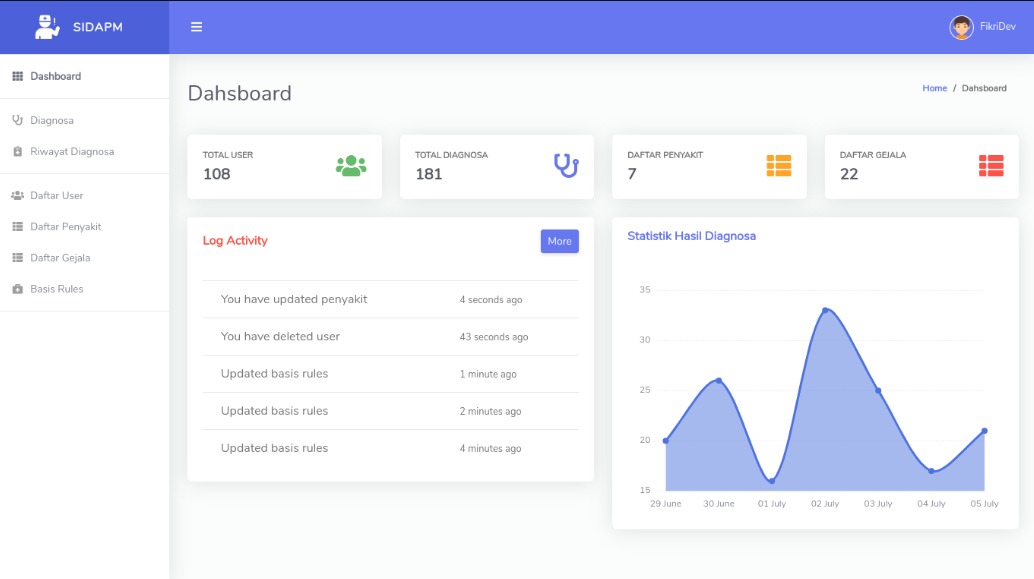 SIDAPM
FikriDev
Dashboard
Diagnosa
Riwayat Diagnosa
Daftar User
Daftar Penyakit
Daftar Gejala
Basis Rules
Dahsboard
Home / Dahsboard
TOTAL USER
108
TOTAL DIAGNOSA
181
DAFTAR PENYAKIT
7
DAFTAR GEJALA
22
Log Activity
More
You have updated penyakit 4 seconds ago
You have deleted user 43 seconds ago
Updated basis rules 1 minute ago
Updated basis rules 2 minutes ago
Updated basis rules 4 minutes ago
Statistik Hasil Diagnosa
35
30
25
20
15
29 June 30 June 01 July 02 July 03 July 04 July 05 July